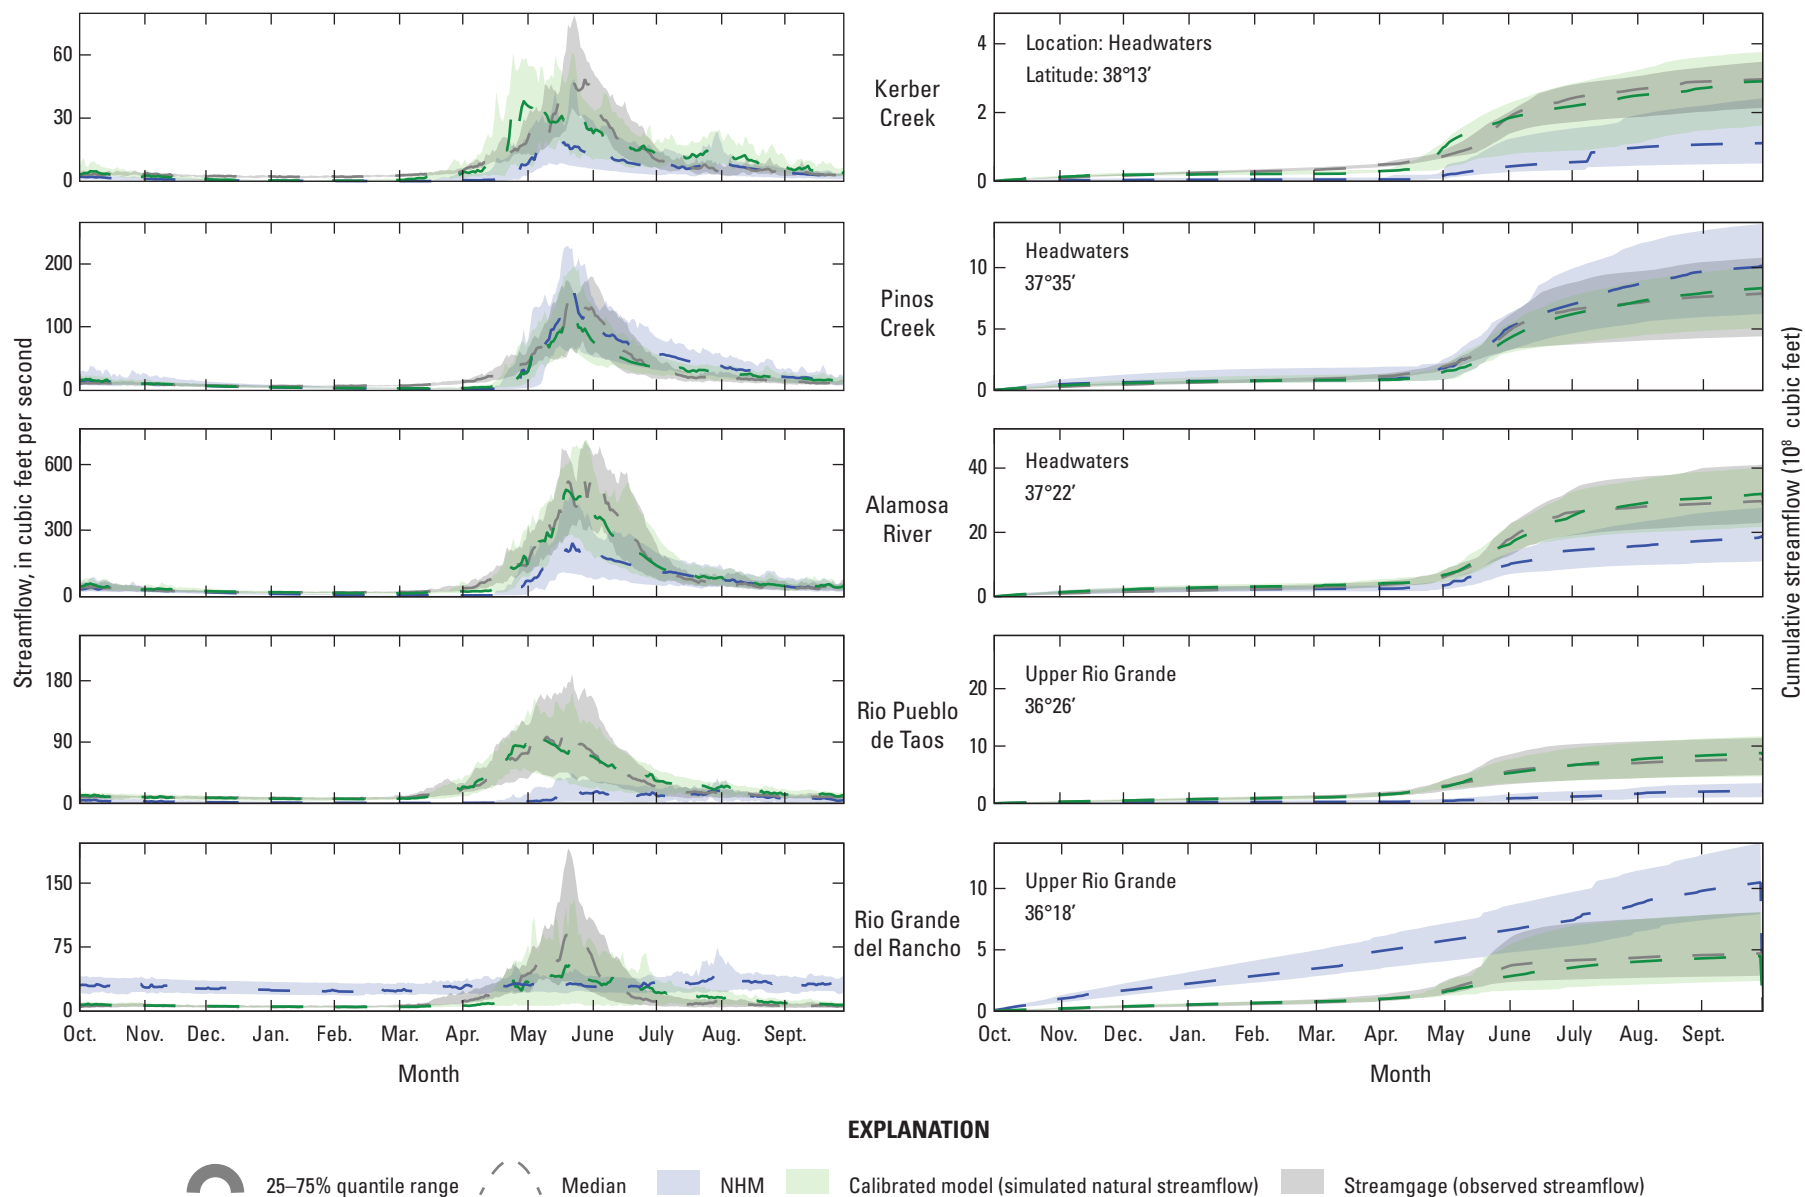 Streamflow, in cubic feet per second
60
30
0
Kerber
Creek
4
2
0
Location: Headwaters
Latitude: 38°13′
200
100
0
Pinos
Creek
10
5
0
Headwaters
37°35′
600
300
0
Alamosa
River
40
20
0
Headwaters
37°22′
180
90
0
Rio Pueblo
de Taos
20
10
0
Upper Rio Grande
36°26′
150
75
0
Rio Grande
del Rancho
10
5
0
Upper Rio Grande
36°18′
Cumulative streamflow (10⁸ cubic feet)
Oct. Nov. Dec. Jan. Feb. Mar. Apr. May June July Aug. Sept.
Oct. Nov. Dec. Jan. Feb. Mar. Apr. May June July Aug. Sept.
Month
Month
EXPLANATION
25–75% quantile range
Median
NHM
Calibrated model (simulated natural streamflow)
Streamgage (observed streamflow)